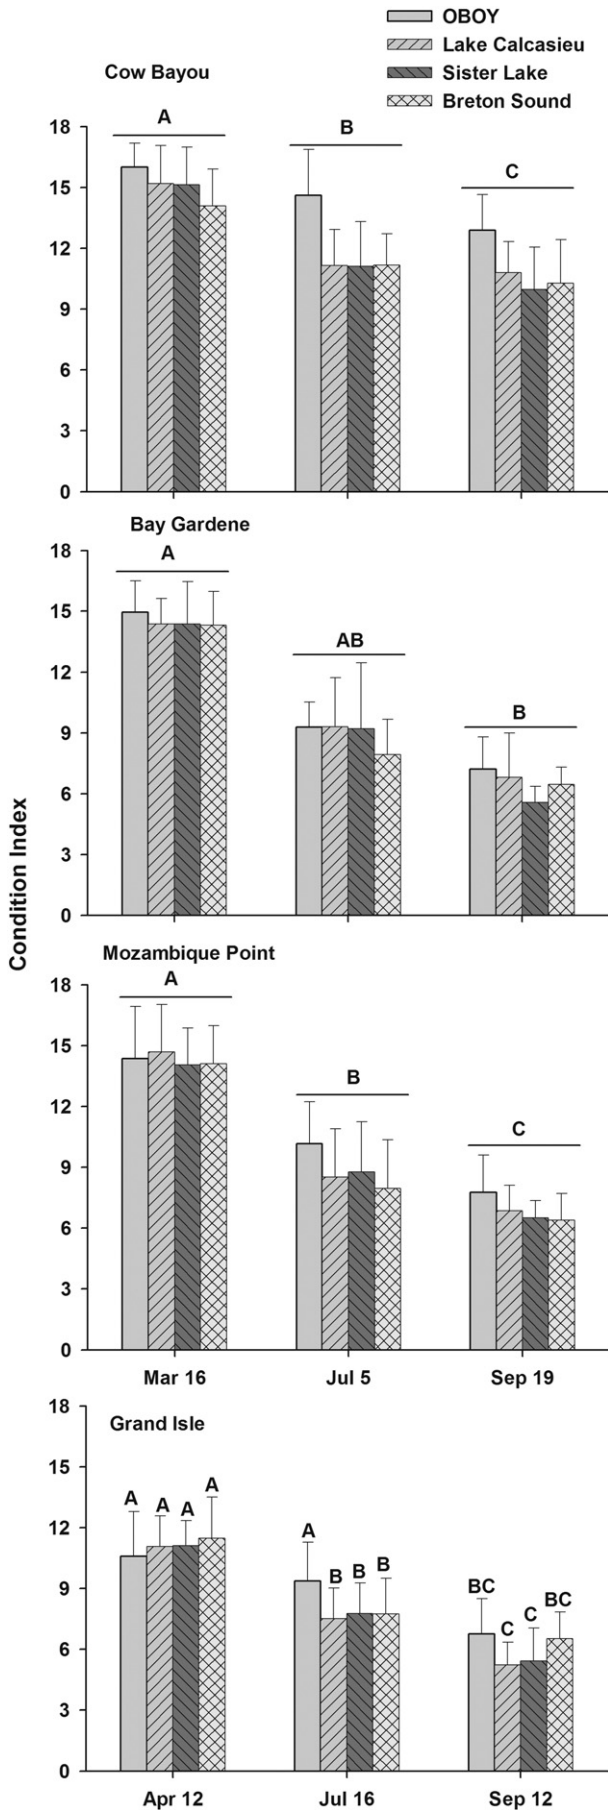 OBOY
Lake Calcasieu
Sister Lake
Breton Sound
Cow Bayou
A
B
C
18
15
12
9
6
3
0
Bay Gardene
A
AB
B
18
15
12
9
6
3
0
Condition Index
Mozambique Point
A
B
C
18
15
12
9
6
3
0
Mar 16 Jul 5 Sep 19
Grand Isle
18
15
12
9
6
3
0
A A A A
A B B B
BC C C BC
Apr 12 Jul 16 Sep 12